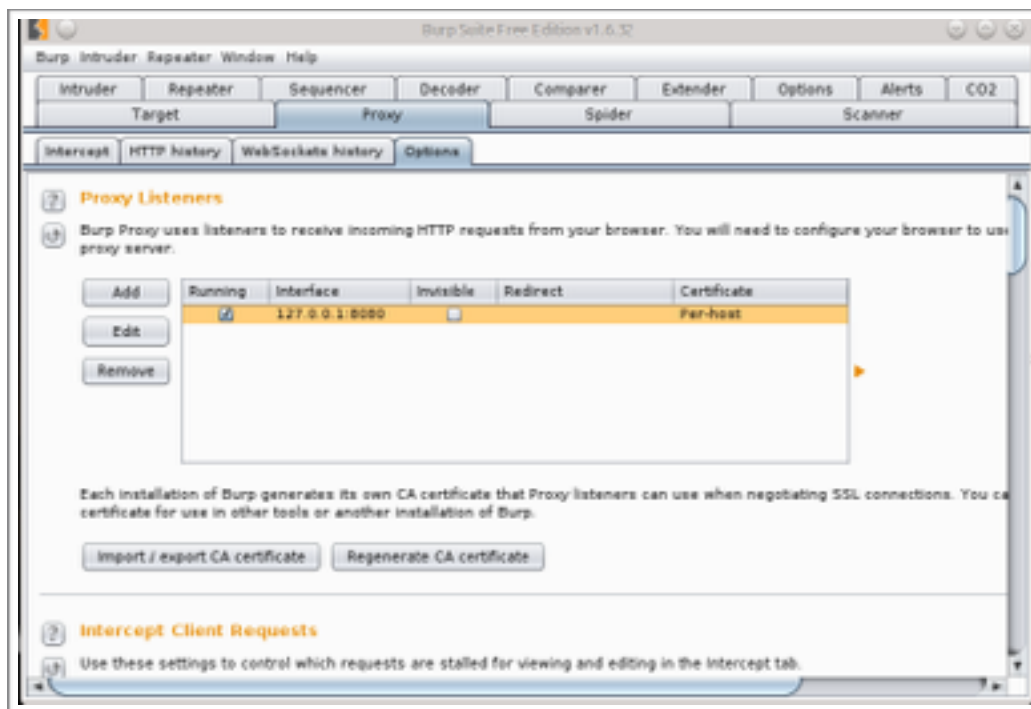 Burp Suite Free Edition v1.6.32
Burp Intruder Repeater Window Help
Intruder Repeater Sequencer Decoder Comparer Extender Options Alerts CO2
Target Proxy Spider Scanner
Intercept HTTP history WebSockets history Options
Proxy Listeners
Burp Proxy uses listeners to receive incoming HTTP requests from your browser. You will need to configure your browser to use
proxy server.
Add Running Interface Invisible Redirect Certificate
127.0.0.1:8080 Per-host
Edit
Remove
Each installation of Burp generates its own CA certificate that Proxy listeners can use when negotiating SSL connections. You ca
certificate for use in other tools or another installation of Burp.
Import / export CA certificate Regenerate CA certificate
Intercept Client Requests
Use these settings to control which requests are stalled for viewing and editing in the Intercept tab.